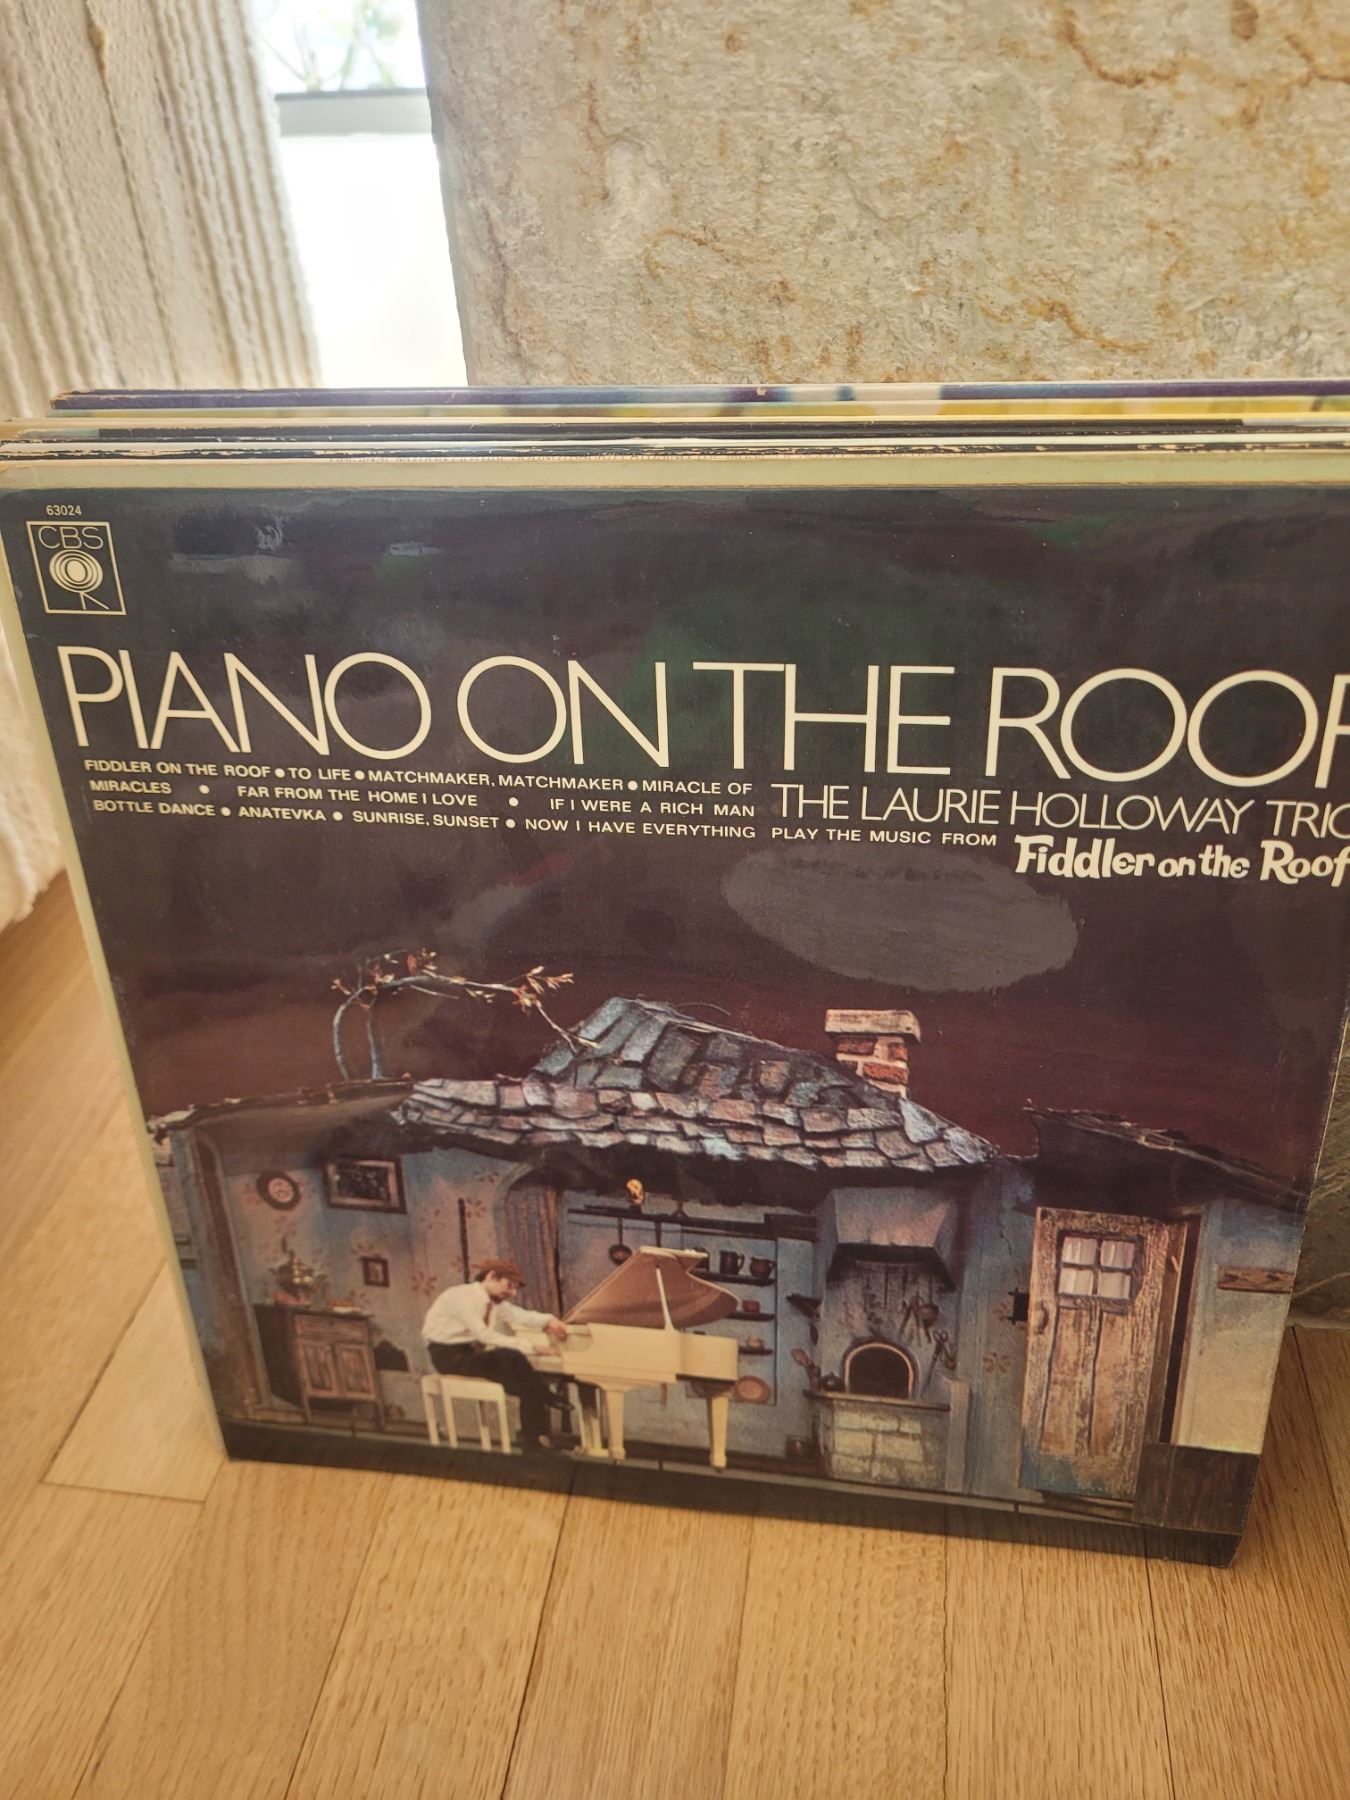 63024
CBS
PIANO ON THE ROOF
FIDDLER ON THE ROOF ● TO LIFE ● MATCHMAKER, MATCHMAKER ● MIRACLE OF
MIRACLES ● FAR FROM THE HOME I LOVE ● IF I WERE A RICH MAN
BOTTLE DANCE ● ANATEVKA ● SUNRISE, SUNSET ● NOW I HAVE EVERYTHING
THE LAURIE HOLLOWAY TRIO
PLAY THE MUSIC FROM
Fiddler on the Roof